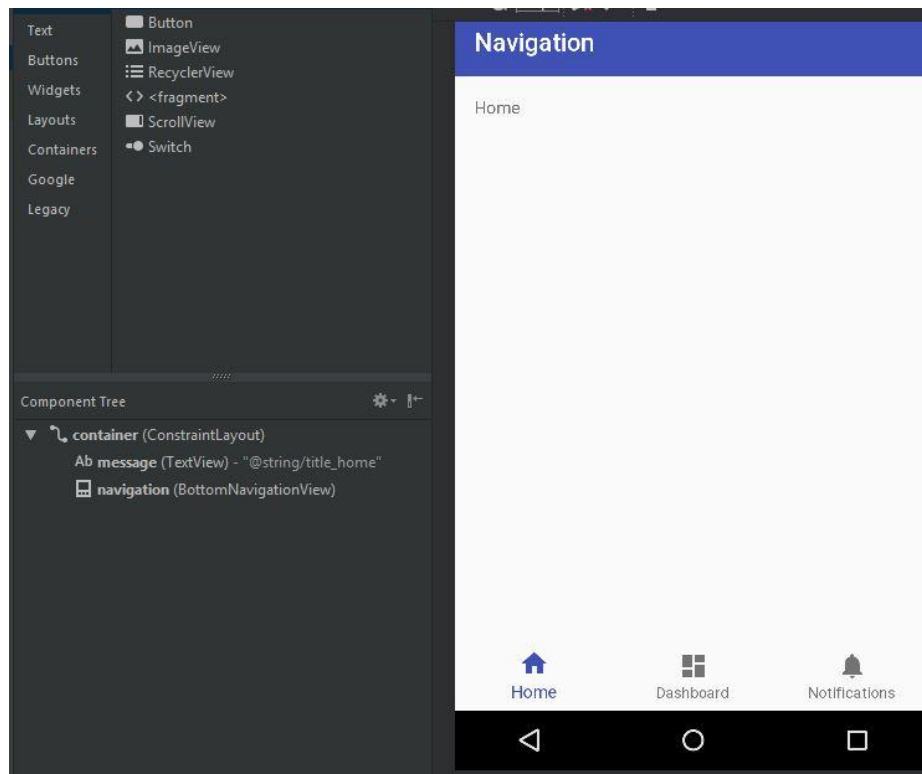 Text
Buttons
Widgets
Layouts
Containers
Google
Legacy
Button
ImageView
RecyclerView
<fragment>
ScrollView
Switch
Component Tree
container (ConstraintLayout)
Ab message (TextView) - "@string/title_home"
navigation (BottomNavigationView)
Navigation
Home
Home
Dashboard
Notifications